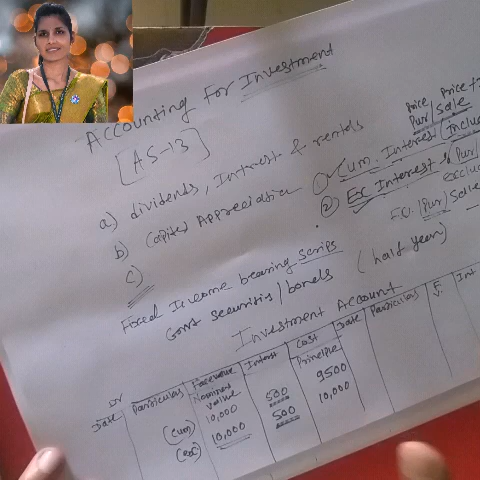 Accounting For Investment
[AS-13]
a) dividends, Interest & rentals
b) Capital Appreciation
c)
Price Price
Pur/Sale
① Cum. Interest (inclu
② Ex Interest Pur/
exclu
Ex. (Pur) Sale
Fixed Income bearing scrips
Govt securities/bonds (half year)
Investment Account
Dr
Date Particulars Face value Nominal value Interest Cost Principle Date Particulars F. Int
(cum) 10,000 500 9500
(exc) 10,000 500 10,000